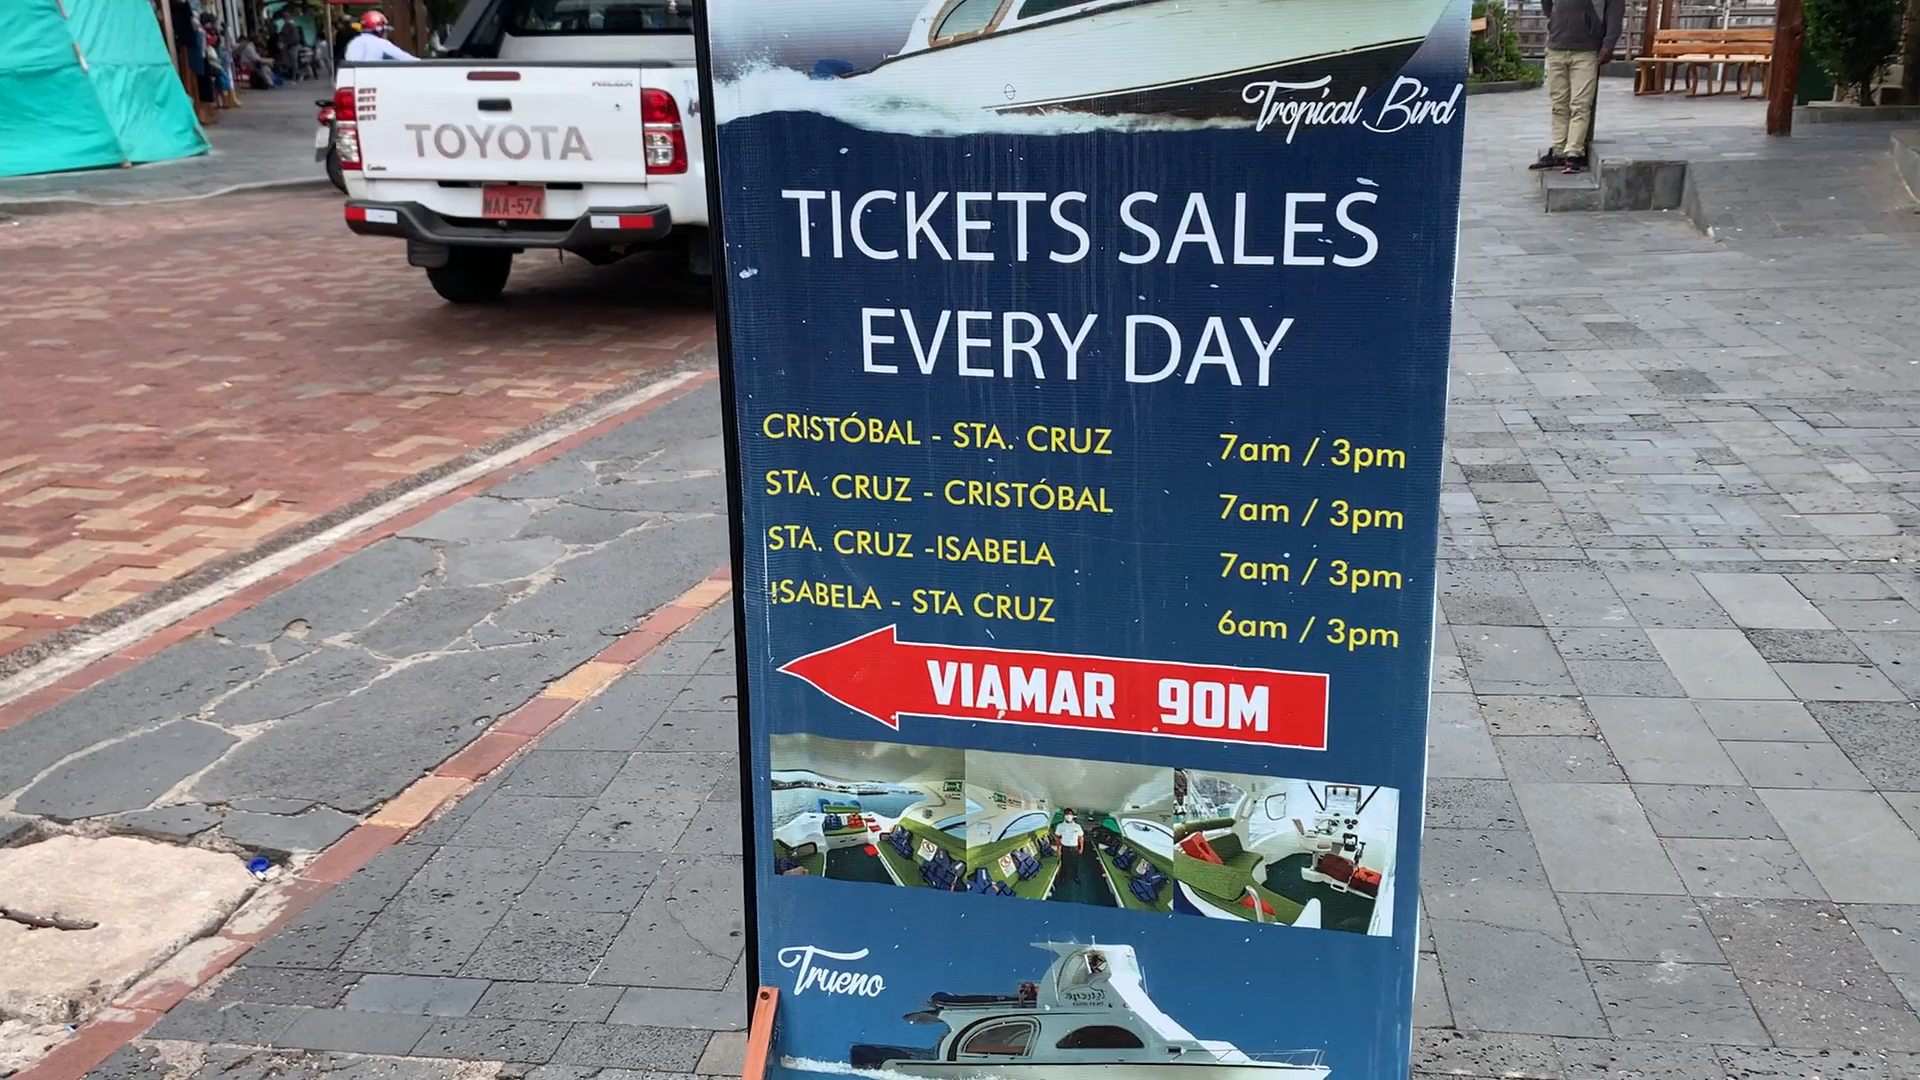 TOYOTA
HILUX
MAA-574
Tropical Bird
TICKETS SALES
EVERY DAY
CRISTÓBAL - STA. CRUZ 7am / 3pm
STA. CRUZ - CRISTÓBAL 7am / 3pm
STA. CRUZ -ISABELA 7am / 3pm
ISABELA - STA CRUZ 6am / 3pm
VIAMAR 90M
Trueno